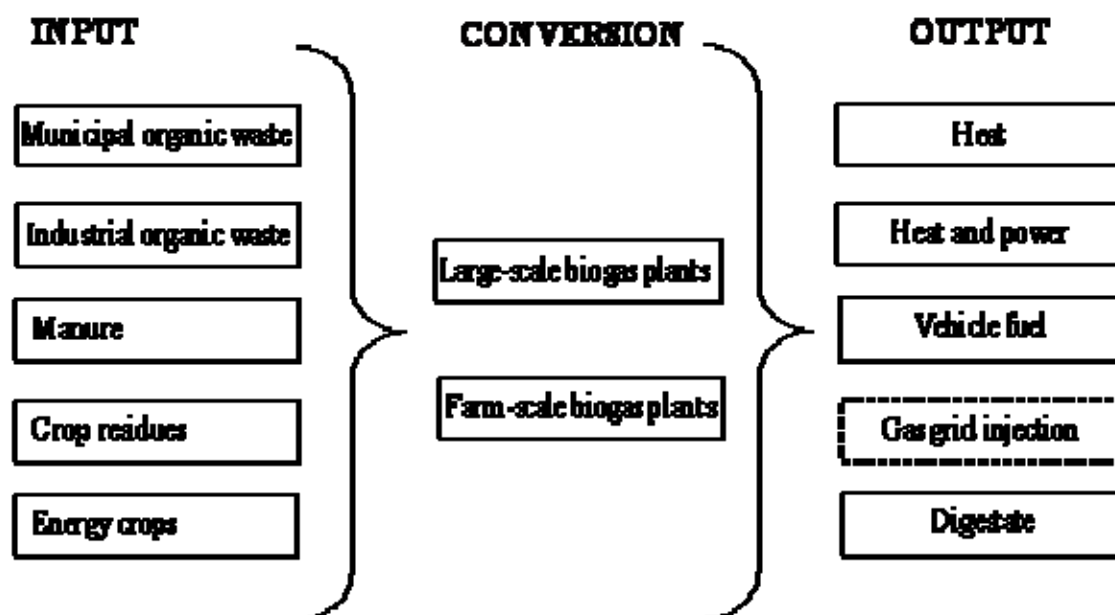 INPUT
Municipal organic waste
Industrial organic waste
Manure
Crop residues
Energy crops
CONVERSION
Large-scale biogas plants
Farm-scale biogas plants
OUTPUT
Heat
Heat and power
Vehicle fuel
Gas grid injection
Digestate